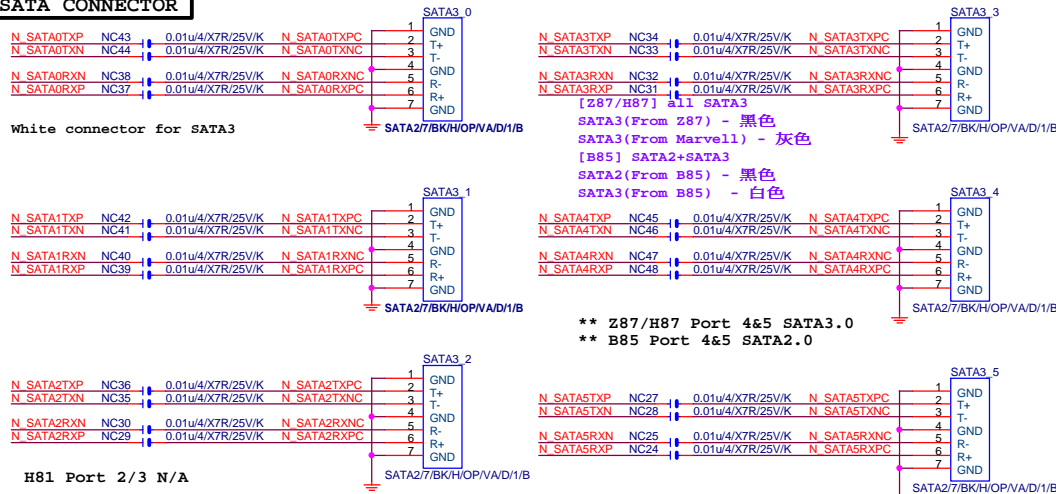 SATA CONNECTOR
SATA3_0
N_SATA0TXP NC43 0.01u/4/X7R/25V/K N_SATA0TXPC
N_SATA0TXN NC44 0.01u/4/X7R/25V/K N_SATA0TXNC
N_SATA0RXN NC38 0.01u/4/X7R/25V/K N_SATA0RXNC
N_SATA0RXP NC37 0.01u/4/X7R/25V/K N_SATA0RXPC
1 GND
2 T+
3 T-
4 GND
5 R-
6 R+
7 GND
White connector for SATA3
SATA2/7/BK/H/OP/VA/D/1/B
SATA3_3
N_SATA3TXP NC34 0.01u/4/X7R/25V/K N_SATA3TXPC
N_SATA3TXN NC33 0.01u/4/X7R/25V/K N_SATA3TXNC
N_SATA3RXN NC32 0.01u/4/X7R/25V/K N_SATA3RXNC
N_SATA3RXP NC31 0.01u/4/X7R/25V/K N_SATA3RXPC
1 GND
2 T+
3 T-
4 GND
5 R-
6 R+
7 GND
SATA2/7/BK/H/OP/VA/D/1/B
[Z87/H87] all SATA3
SATA3(From Z87) - 黑色
SATA3(From Marvell) - 灰色
[B85] SATA2+SATA3
SATA2(From B85) - 黑色
SATA3(From B85) - 白色
SATA3_1
N_SATA1TXP NC42 0.01u/4/X7R/25V/K N_SATA1TXPC
N_SATA1TXN NC41 0.01u/4/X7R/25V/K N_SATA1TXNC
N_SATA1RXN NC40 0.01u/4/X7R/25V/K N_SATA1RXNC
N_SATA1RXP NC39 0.01u/4/X7R/25V/K N_SATA1RXPC
1 GND
2 T+
3 T-
4 GND
5 R-
6 R+
7 GND
SATA2/7/BK/H/OP/VA/D/1/B
SATA3_4
N_SATA4TXP NC45 0.01u/4/X7R/25V/K N_SATA4TXPC
N_SATA4TXN NC46 0.01u/4/X7R/25V/K N_SATA4TXNC
N_SATA4RXN NC47 0.01u/4/X7R/25V/K N_SATA4RXNC
N_SATA4RXP NC48 0.01u/4/X7R/25V/K N_SATA4RXPC
1 GND
2 T+
3 T-
4 GND
5 R-
6 R+
7 GND
SATA2/7/BK/H/OP/VA/D/1/B
** Z87/H87 Port 4&5 SATA3.0
** B85 Port 4&5 SATA2.0
SATA3_2
N_SATA2TXP NC36 0.01u/4/X7R/25V/K N_SATA2TXPC
N_SATA2TXN NC35 0.01u/4/X7R/25V/K N_SATA2TXNC
N_SATA2RXN NC30 0.01u/4/X7R/25V/K N_SATA2RXNC
N_SATA2RXP NC29 0.01u/4/X7R/25V/K N_SATA2RXPC
1 GND
2 T+
3 T-
4 GND
5 R-
6 R+
7 GND
H81 Port 2/3 N/A
SATA2/7/BK/H/OP/VA/D/1/B
SATA3_5
N_SATA5TXP NC27 0.01u/4/X7R/25V/K N_SATA5TXPC
N_SATA5TXN NC28 0.01u/4/X7R/25V/K N_SATA5TXNC
N_SATA5RXN NC25 0.01u/4/X7R/25V/K N_SATA5RXNC
N_SATA5RXP NC24 0.01u/4/X7R/25V/K N_SATA5RXPC
1 GND
2 T+
3 T-
4 GND
5 R-
6 R+
7 GND
SATA2/7/BK/H/OP/VA/D/1/B